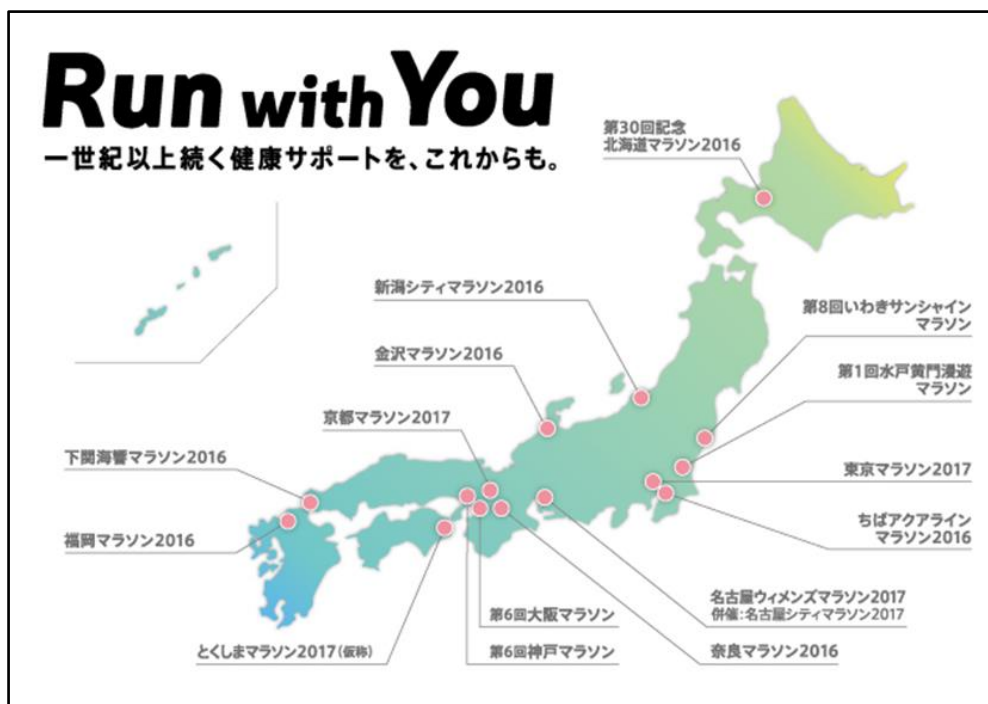 Run with You
一世紀以上続く健康サポートを、これからも。
第30回記念
北海道マラソン2016
新潟シティマラソン2016
第8回いわきサンシャイン
マラソン
金沢マラソン2016
第1回水戸黄門漫遊
マラソン
京都マラソン2017
下関海響マラソン2016
東京マラソン2017
福岡マラソン2016
ちばアクアライン
マラソン2016
名古屋ウィメンズマラソン2017
併催:名古屋シティマラソン2017
第6回大阪マラソン
とくしまマラソン2017(仮称)
第6回神戸マラソン
奈良マラソン2016